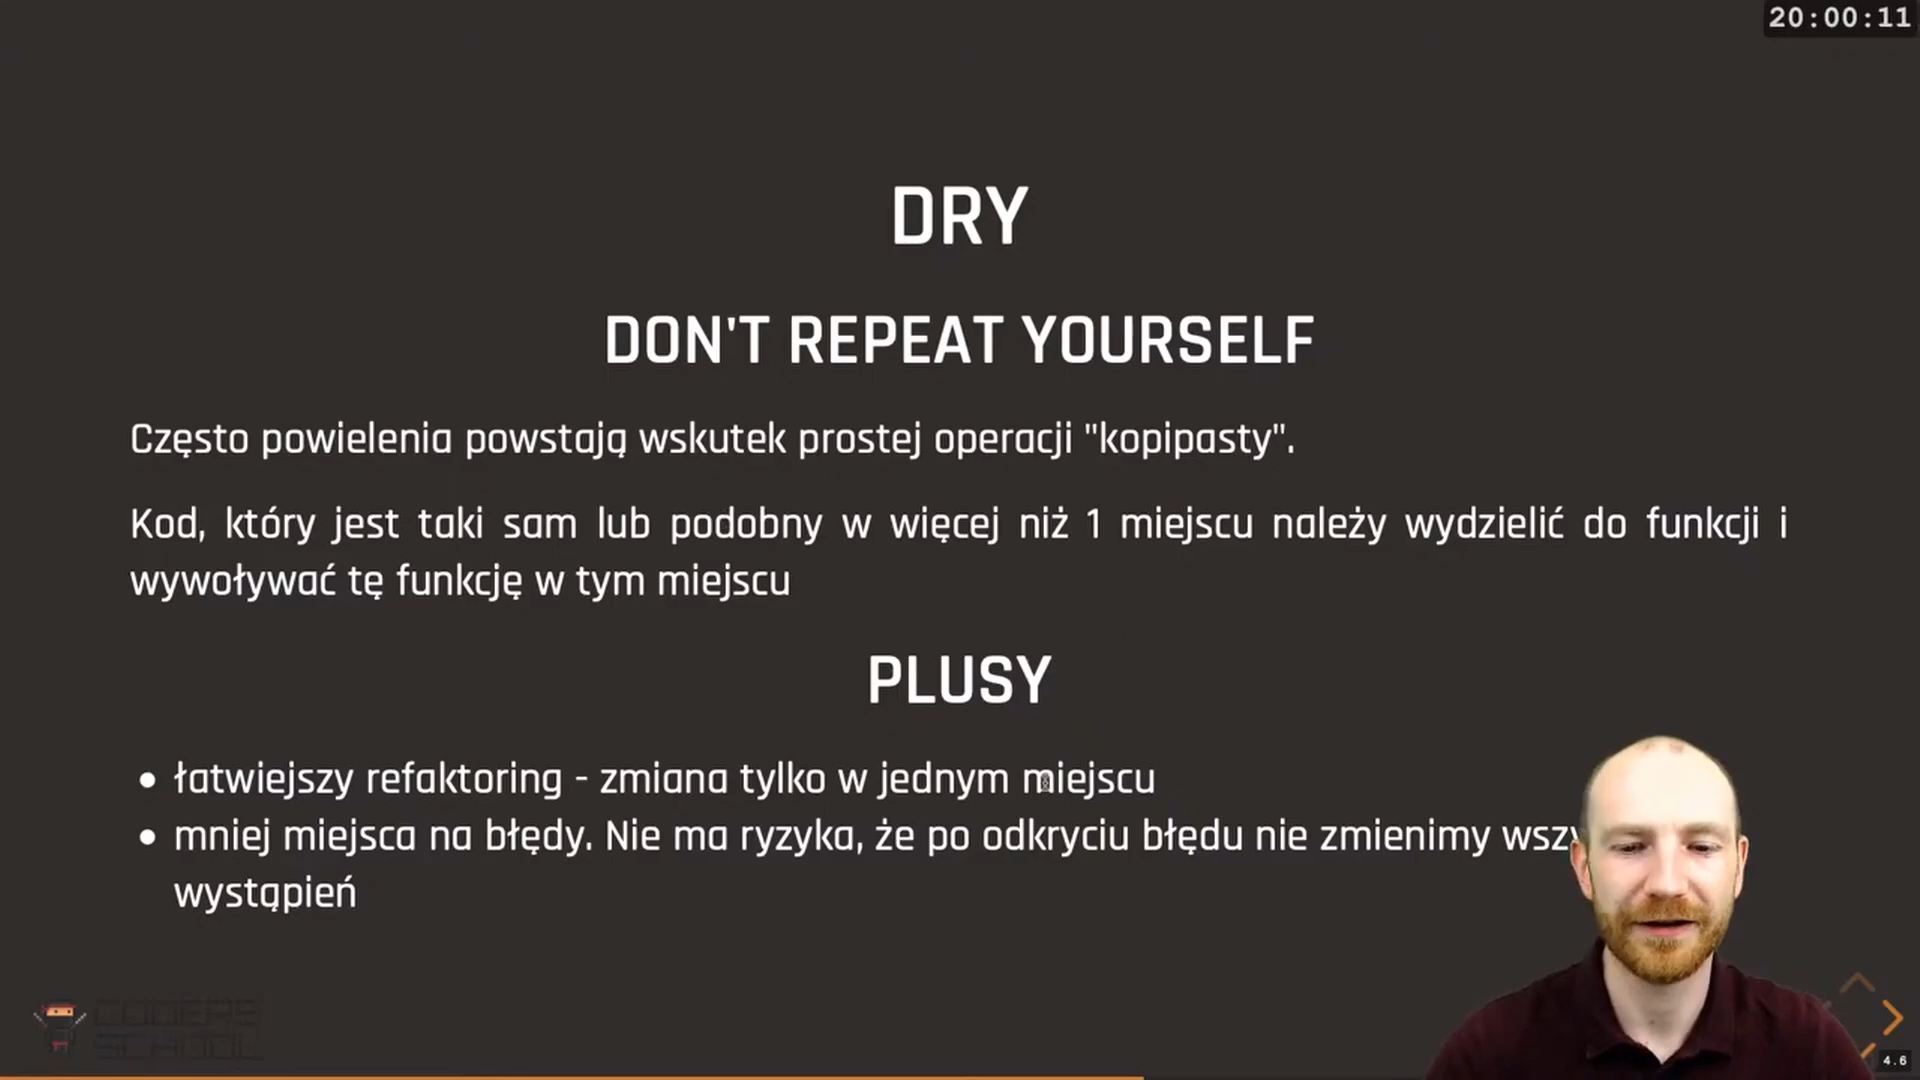 20:00:11
DRY
DON'T REPEAT YOURSELF
Często powielenia powstają wskutek prostej operacji "kopipasty".
Kod, który jest taki sam lub podobny w więcej niż 1 miejscu należy wydzielić do funkcji i
wywoływać tę funkcję w tym miejscu
PLUSY
• łatwiejszy refaktoring - zmiana tylko w jednym miejscu
• mniej miejsca na błędy. Nie ma ryzyka, że po odkryciu błędu nie zmienimy
wystąpień
CODERS
SCHOOL
4.6